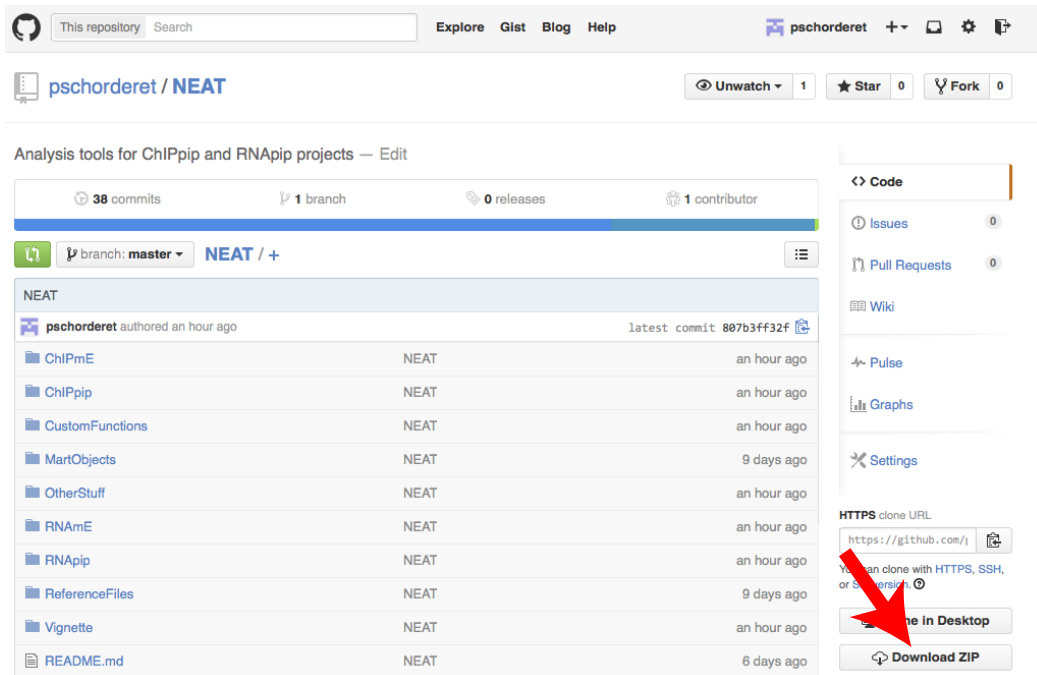 This repository Search Explore Gist Blog Help pschorderet
pschorderet / NEAT Unwatch 1 Star 0 Fork 0
Analysis tools for ChIPpip and RNApip projects — Edit
38 commits 1 branch 0 releases 1 contributor
branch: master NEAT / +
NEAT
pschorderet authored an hour ago latest commit 807b3ff32f
ChIPmE NEAT an hour ago
ChIPpip NEAT an hour ago
CustomFunctions NEAT an hour ago
MartObjects NEAT 9 days ago
OtherStuff NEAT an hour ago
RNAmE NEAT an hour ago
RNApip NEAT an hour ago
ReferenceFiles NEAT 9 days ago
Vignette NEAT an hour ago
README.md NEAT 6 days ago
Code
Issues 0
Pull Requests 0
Wiki
Pulse
Graphs
Settings
HTTPS clone URL
https://github.com/
can clone with HTTPS, SSH,
or
in Desktop
Download ZIP